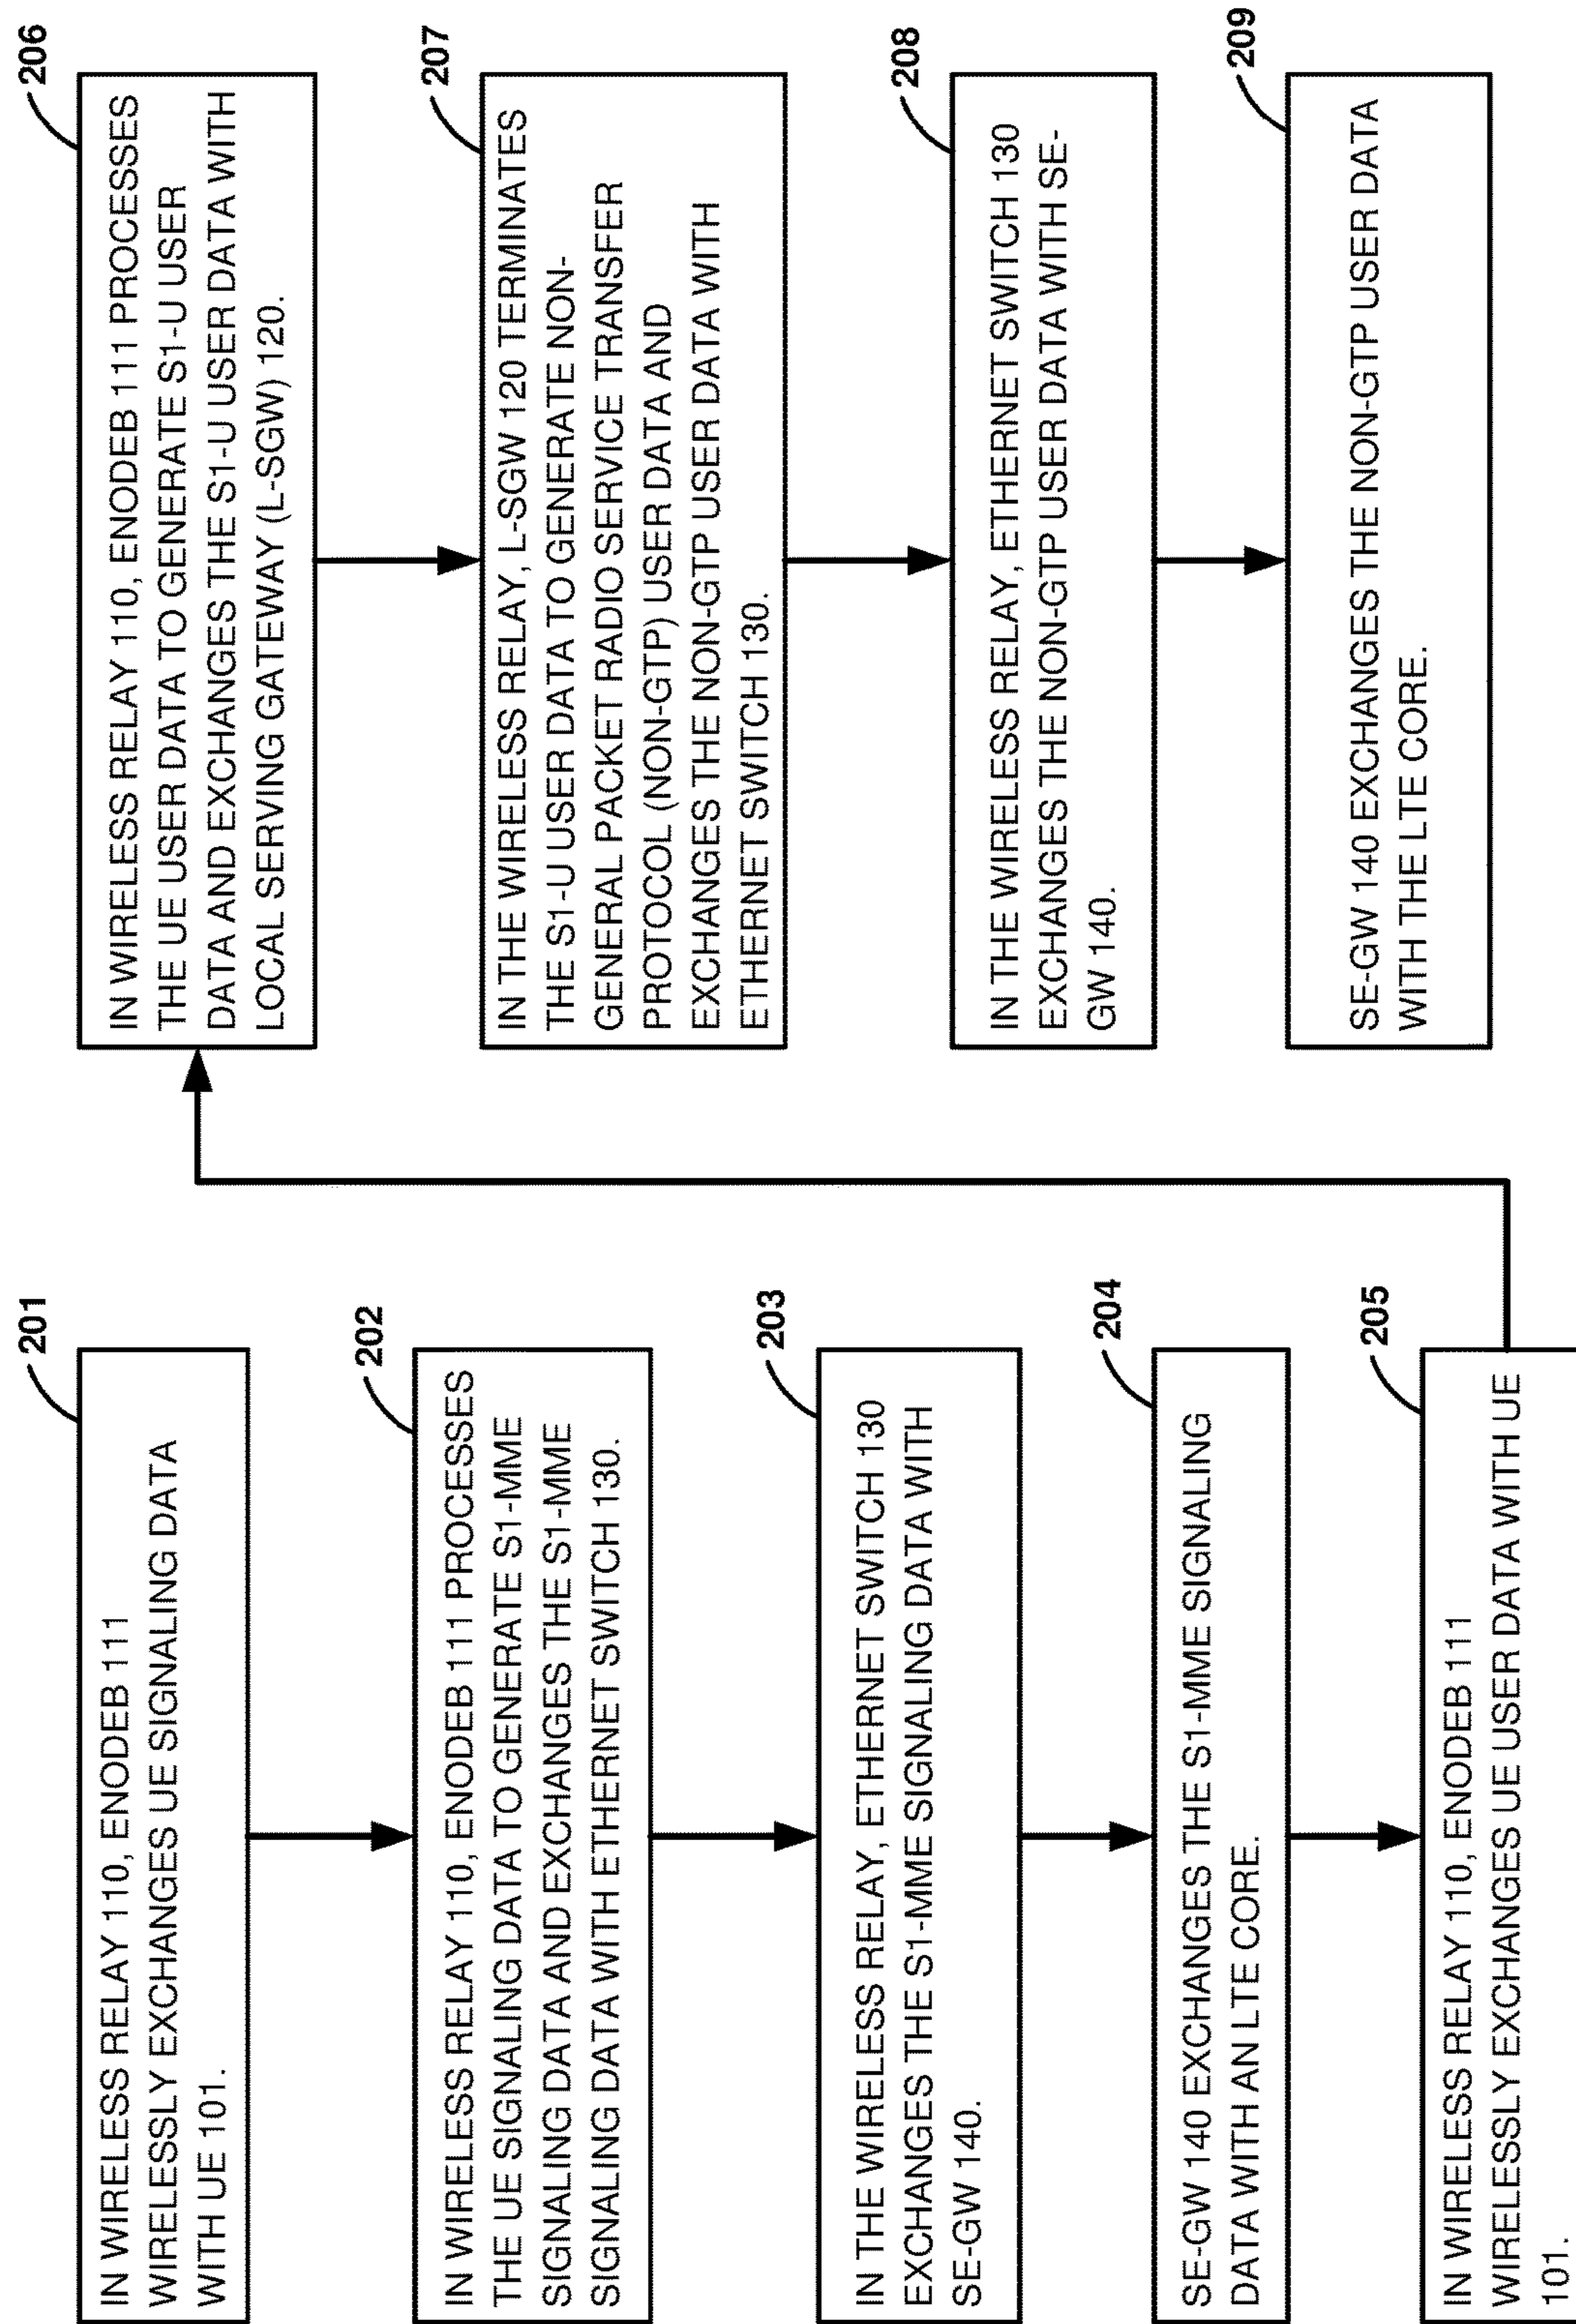 201
IN WIRELESS RELAY 110, ENODEB 111
WIRELESSLY EXCHANGES UE SIGNALING DATA
WITH UE 101.
202
IN WIRELESS RELAY 110, ENODEB 111 PROCESSES
THE UE SIGNALING DATA TO GENERATE S1-MME
SIGNALING DATA AND EXCHANGES THE S1-MME
SIGNALING DATA WITH ETHERNET SWITCH 130.
203
IN THE WIRELESS RELAY, ETHERNET SWITCH 130
EXCHANGES THE S1-MME SIGNALING DATA WITH
SE-GW 140.
204
SE-GW 140 EXCHANGES THE S1-MME SIGNALING
DATA WITH AN LTE CORE.
205
IN WIRELESS RELAY 110, ENODEB 111
WIRELESSLY EXCHANGES UE USER DATA WITH UE
101.
206
IN WIRELESS RELAY 110, ENODEB 111 PROCESSES
THE UE USER DATA TO GENERATE S1-U USER
DATA AND EXCHANGES THE S1-U USER DATA WITH
LOCAL SERVING GATEWAY (L-SGW) 120.
207
IN THE WIRELESS RELAY, L-SGW 120 TERMINATES
THE S1-U USER DATA TO GENERATE NON-
GENERAL PACKET RADIO SERVICE TRANSFER
PROTOCOL (NON-GTP) USER DATA AND
EXCHANGES THE NON-GTP USER DATA WITH
ETHERNET SWITCH 130.
208
IN THE WIRELESS RELAY, ETHERNET SWITCH 130
EXCHANGES THE NON-GTP USER DATA WITH SE-
GW 140.
209
SE-GW 140 EXCHANGES THE NON-GTP USER DATA
WITH THE LTE CORE.